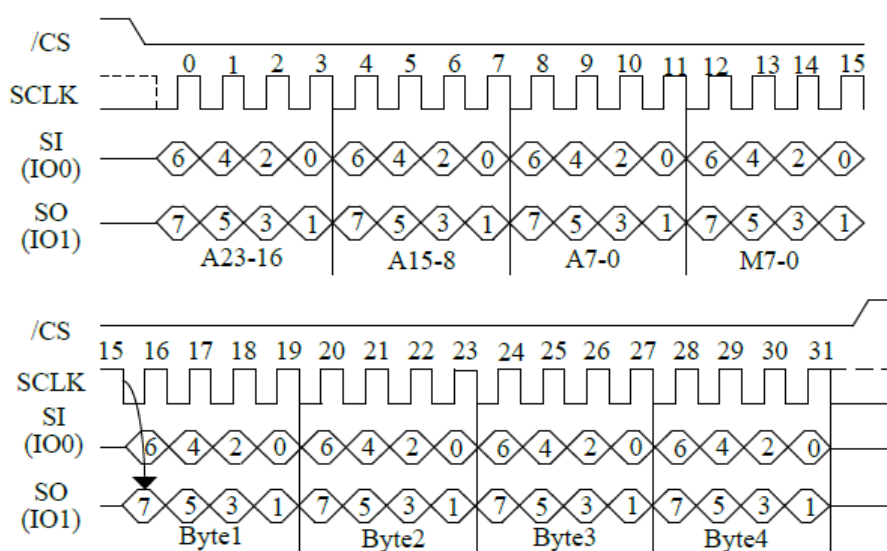 /CS
0 1 2 3 4 5 6 7 8 9 10 11 12 13 14 15
SCLK
SI
(IO0)
6 4 2 0 6 4 2 0 6 4 2 0 6 4 2 0
SO
(IO1)
7 5 3 1 7 5 3 1 7 5 3 1 7 5 3 1
A23-16 A15-8 A7-0 M7-0
/CS
15 16 17 18 19 20 21 22 23 24 25 26 27 28 29 30 31
SCLK
SI
(IO0)
6 4 2 0 6 4 2 0 6 4 2 0 6 4 2 0
SO
(IO1)
7 5 3 1 7 5 3 1 7 5 3 1 7 5 3 1
Byte1 Byte2 Byte3 Byte4